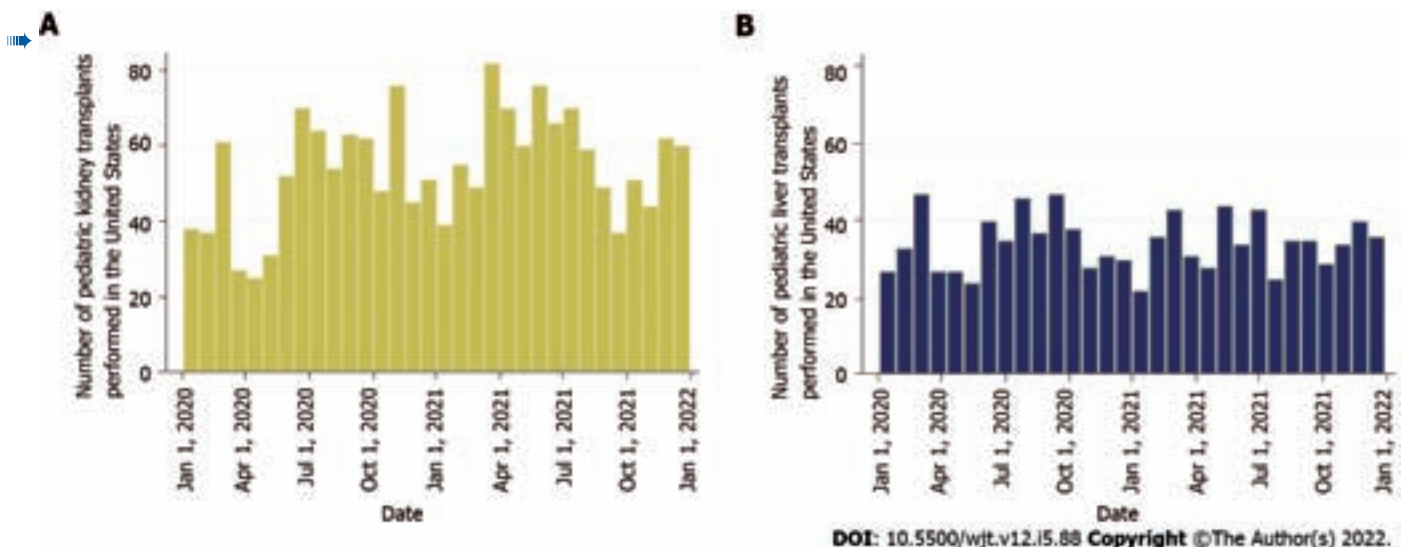 A
Number of pediatric kidney transplants
performed in the United States
80
60
40
20
0
Jan 1, 2020
Apr 1, 2020
Jul 1, 2020
Oct 1, 2020
Jan 1, 2021
Apr 1, 2021
Jul 1, 2021
Oct 1, 2021
Jan 1, 2022
Date
B
Number of pediatric liver transplants
performed in the United States
80
60
40
20
0
Jan 1, 2020
Apr 1, 2020
Jul 1, 2020
Oct 1, 2020
Jan 1, 2021
Apr 1, 2021
Jul 1, 2021
Oct 1, 2021
Jan 1, 2022
Date
DOI: 10.5500/wjt.v12.i5.88 Copyright ©The Author(s) 2022.